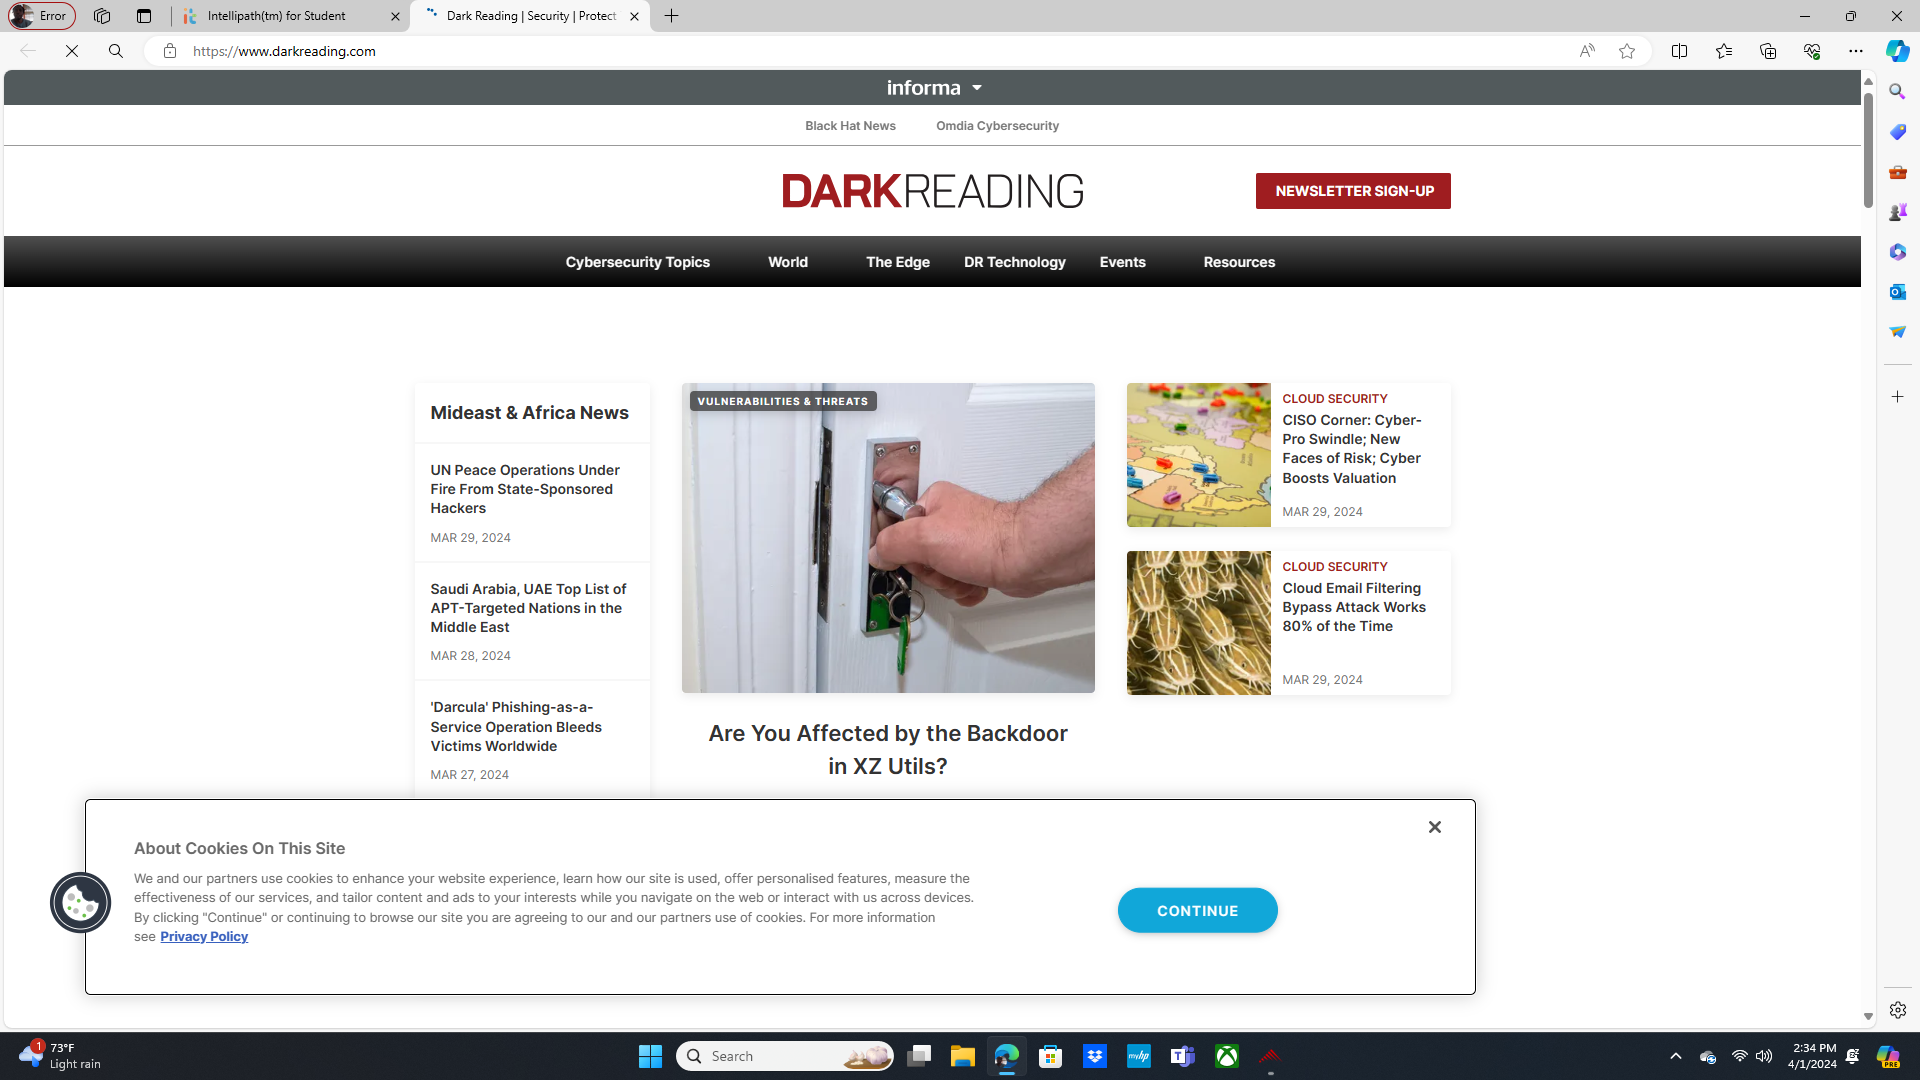 Error
Intellipath(tm) for Student
Dark Reading | Security | Protect
https://www.darkreading.com
informa
Black Hat News Omdia Cybersecurity
DARKREADING
NEWSLETTER SIGN-UP
Cybersecurity Topics World The Edge DR Technology Events Resources
Mideast & Africa News
UN Peace Operations Under
Fire From State-Sponsored
Hackers
MAR 29, 2024
Saudi Arabia, UAE Top List of
APT-Targeted Nations in the
Middle East
MAR 28, 2024
'Darcula' Phishing-as-a-
Service Operation Bleeds
Victims Worldwide
MAR 27, 2024
VULNERABILITIES & THREATS
Are You Affected by the Backdoor
in XZ Utils?
CLOUD SECURITY
CISO Corner: Cyber-
Pro Swindle; New
Faces of Risk; Cyber
Boosts Valuation
MAR 29, 2024
CLOUD SECURITY
Cloud Email Filtering
Bypass Attack Works
80% of the Time
MAR 29, 2024
About Cookies On This Site
We and our partners use cookies to enhance your website experience, learn how our site is used, offer personalised features, measure the
effectiveness of our services, and tailor content and ads to your interests while you navigate on the web or interact with us across devices.
By clicking "Continue" or continuing to browse our site you are agreeing to our and our partners use of cookies. For more information
see Privacy Policy
CONTINUE
1
73°F
Light rain
Search
myhp
2:34 PM
4/1/2024
PRE